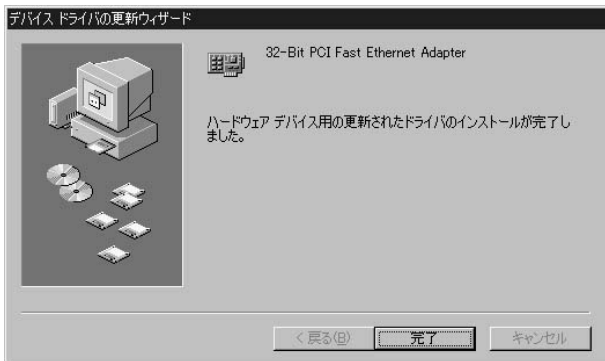 デバイス ドライバの更新ウィザード
32-Bit PCI Fast Ethernet Adapter
ハードウェア デバイス用の更新されたドライバのインストールが完了し
ました。
< 戻る(B)
完了
キャンセル